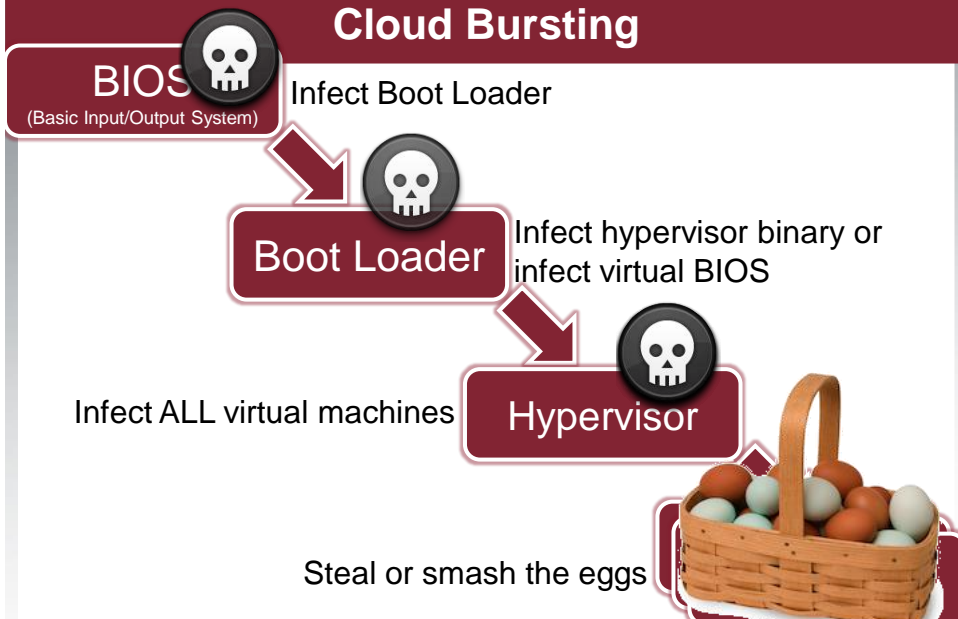 Cloud Bursting
BIOS
(Basic Input/Output System)
Infect Boot Loader
Boot Loader
Infect hypervisor binary or
infect virtual BIOS
Infect ALL virtual machines
Hypervisor
Steal or smash the eggs